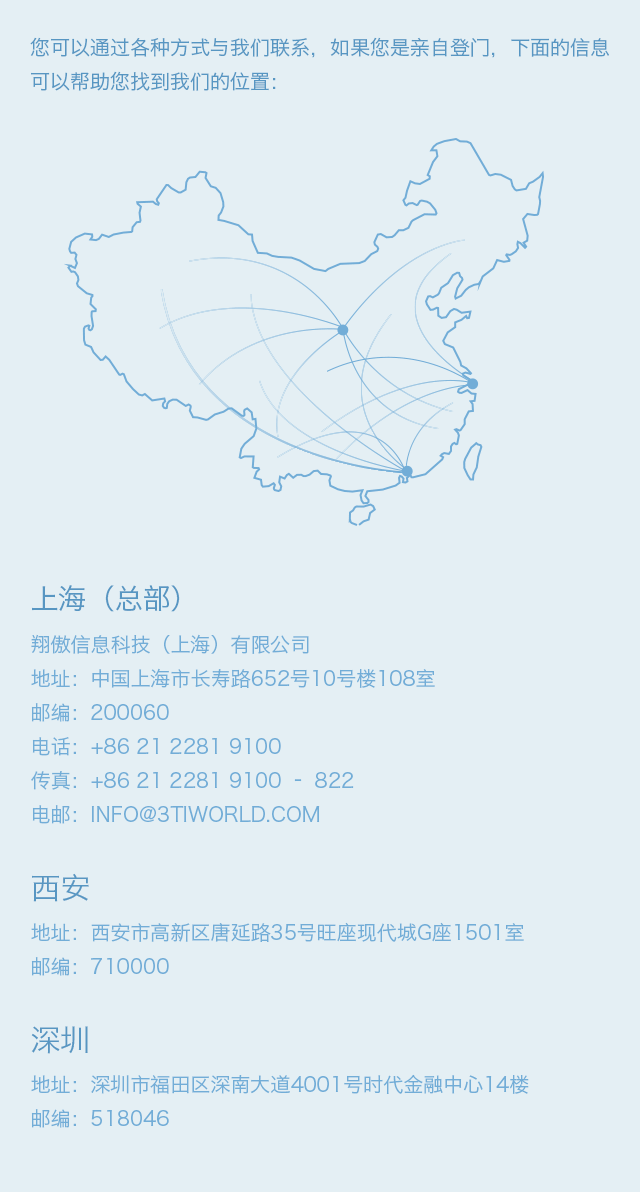 您可以通过各种方式与我们联系，如果您是亲自登门，下面的信息
可以帮助您找到我们的位置：
上海（总部）
翔傲信息科技（上海）有限公司
地址：中国上海市长寿路652号10号楼108室
邮编：200060
电话：+86 21 2281 9100
传真：+86 21 2281 9100 - 822
电邮：INFO@3TIWORLD.COM
西安
地址：西安市高新区唐延路35号旺座现代城G座1501室
邮编：710000
深圳
地址：深圳市福田区深南大道4001号时代金融中心14楼
邮编：518046